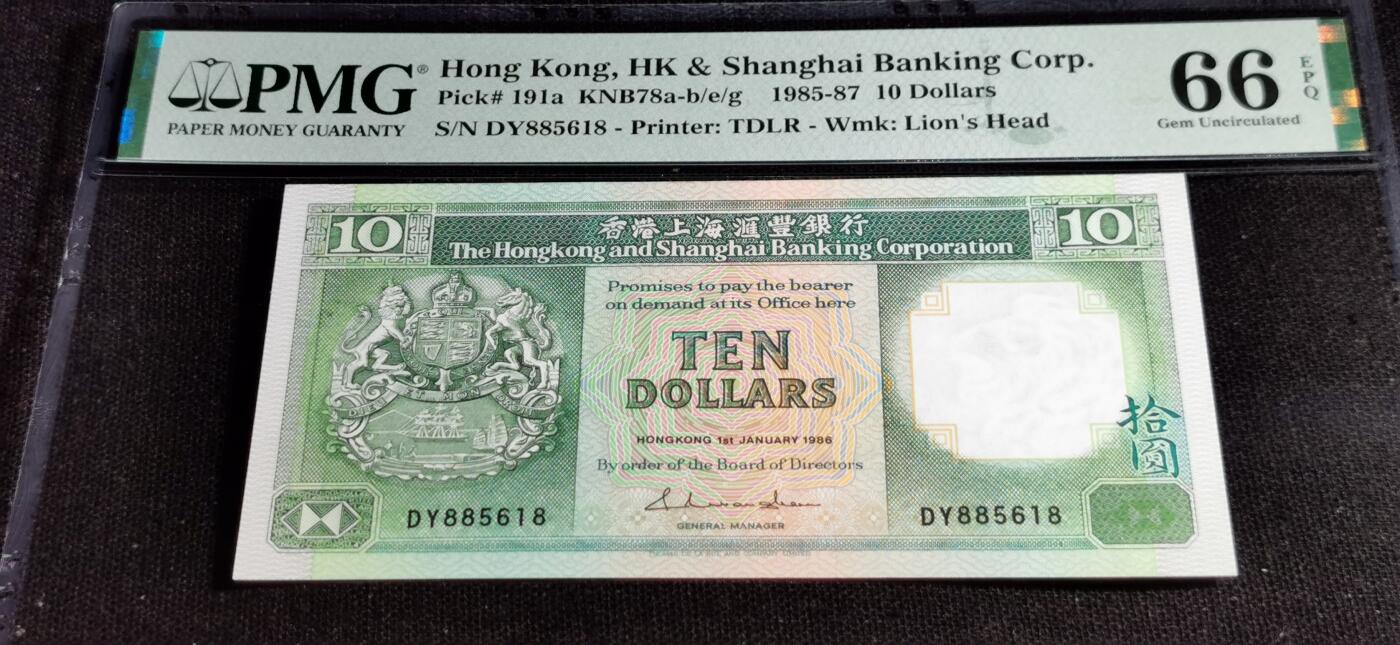 PMG®
PAPER MONEY GUARANTY
Hong Kong, HK & Shanghai Banking Corp.
Pick# 191a KNB78a-b/e/g 1985-87 10 Dollars
S/N DY885618 - Printer: TDLR - Wmk: Lion's Head
66
EPQ
Gem Uncirculated
10
香港上海滙豐銀行
10
The Hongkong and Shanghai Banking Corporation
Promises to pay the bearer
on demand at its Office here
TEN
DOLLARS
HONGKONG 1st JANUARY 1986
By order of the Board of Directors
拾圓
DY885618
GENERAL MANAGER
DY885618